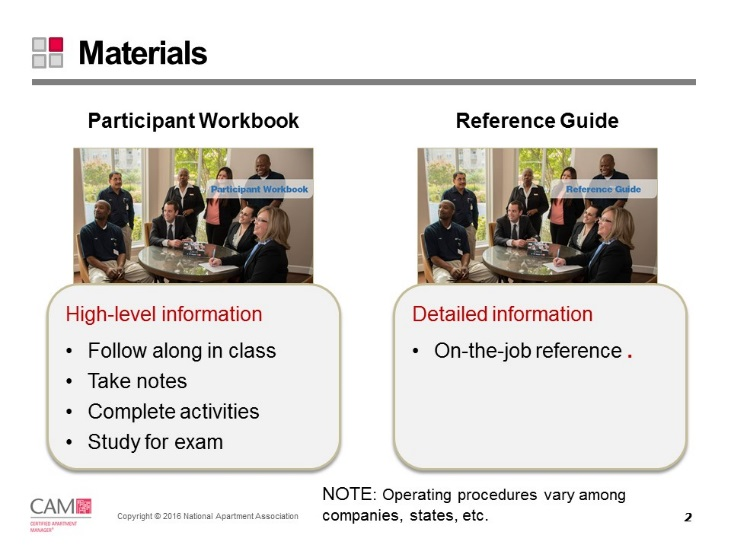 Materials
Participant Workbook
Participant Workbook
High-level information
• Follow along in class
• Take notes
• Complete activities
• Study for exam
Reference Guide
Reference Guide
Detailed information
• On-the-job reference .
CAM
CERTIFIED APARTMENT
MANAGER®
Copyright © 2016 National Apartment Association
NOTE: Operating procedures vary among
companies, states, etc.
2